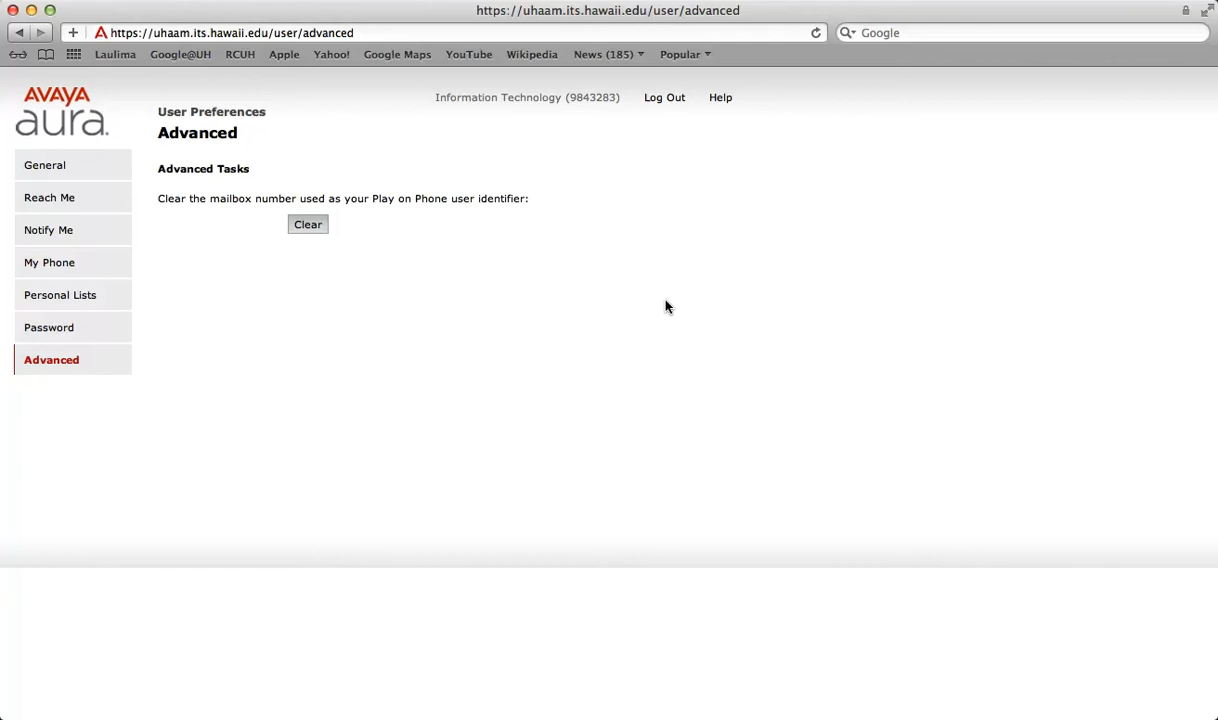 https://uhaam.its.hawaii.edu/user/advanced
https://uhaam.its.hawaii.edu/user/advanced
Google
Laulima Google@UH RCUH Apple Yahoo! Google Maps YouTube Wikipedia News (185) Popular
AVAYA
aura.
Information Technology (9843283) Log Out Help
User Preferences
Advanced
Advanced Tasks
Clear the mailbox number used as your Play on Phone user identifier:
Clear
General
Reach Me
Notify Me
My Phone
Personal Lists
Password
Advanced